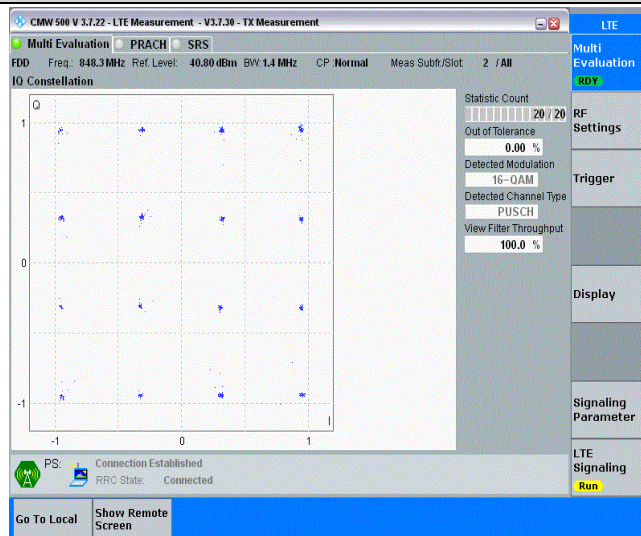 CMW 500 V 3.7.22 - LTE Measurement - V3.7.30 - TX Measurement
LTE
Multi Evaluation PRACH SRS
Multi
Evaluation
RDY
FDD Freq.: 848.3 MHz Ref. Level: 40.80 dBm BW: 1.4 MHz CP :Normal Meas Subfr./Slot: 2 / All
IQ Constellation
Q
1
0
-1
-1 0 1
I
Statistic Count
20 / 20
Out of Tolerance
0.00 %
Detected Modulation
16-QAM
Detected Channel Type
PUSCH
View Filter Throughput
100.0 %
RF
Settings
Trigger
Display
Signaling
Parameter
LTE
Signaling
Run
PS: Connection Established
RRC State: Connected
Go To Local
Show Remote
Screen